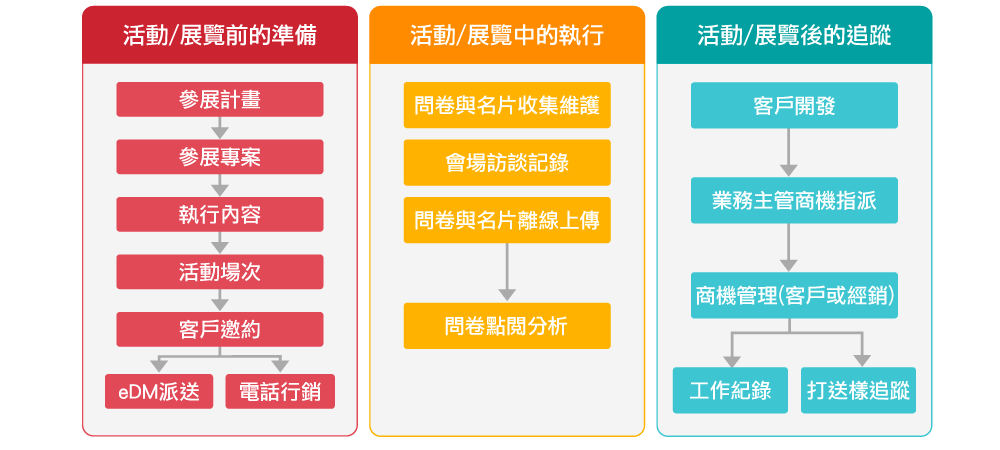 活動/展覽前的準備
參展計畫
參展專案
執行內容
活動場次
客戶邀約
eDM派送
電話行銷
活動/展覽中的執行
問卷與名片收集維護
會場訪談記錄
問卷與名片離線上傳
問卷點閱分析
活動/展覽後的追蹤
客戶開發
業務主管商機指派
商機管理(客戶或經銷)
工作紀錄
打送樣追蹤